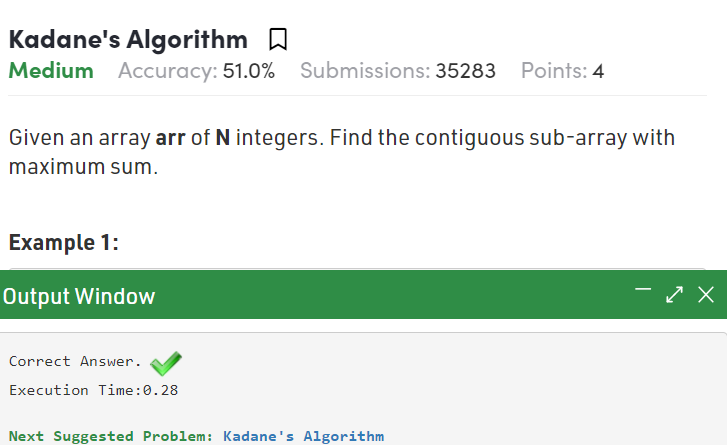 Kadane's Algorithm
Medium Accuracy: 51.0% Submissions: 35283 Points: 4
Given an array arr of N integers. Find the contiguous sub-array with
maximum sum.
Example 1:
Output Window
Correct Answer.
Execution Time:0.28
Next Suggested Problem: Kadane's Algorithm